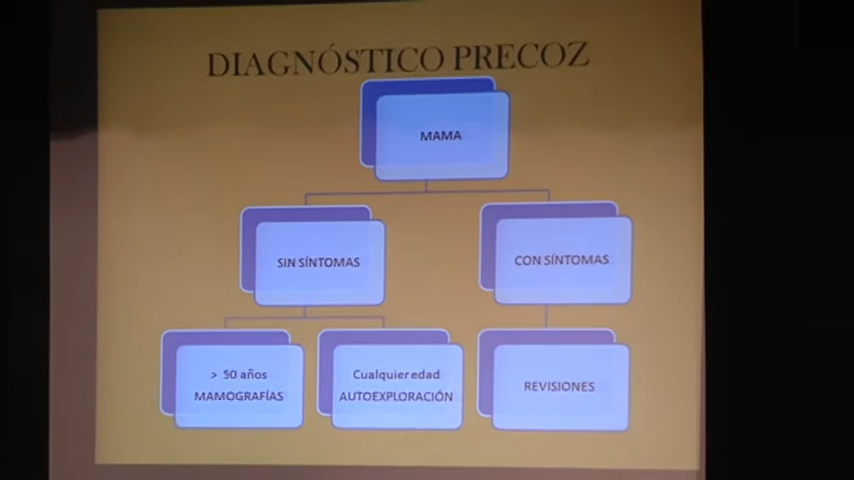 DIAGNÓSTICO PRECOZ
MAMA
SIN SÍNTOMAS
CON SÍNTOMAS
> 50 años
MAMOGRAFÍAS
Cualquier edad
AUTOEXPLORACIÓN
REVISIONES